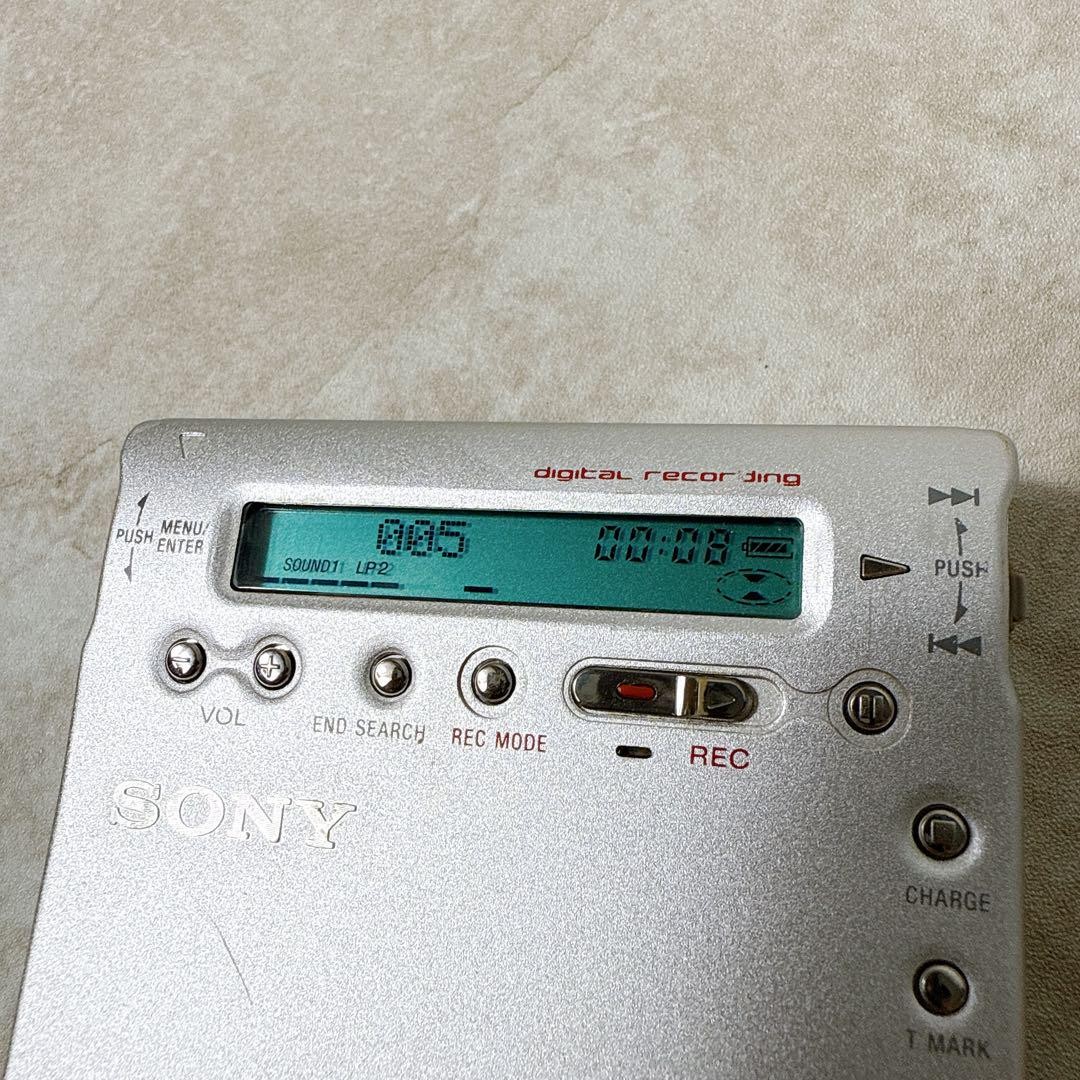 digital recording
PUSH MENU/
ENTER
005 00:08
SOUND1 LP2
PUSH
VOL
END SEARCH
REC MODE
REC
SONY
CHARGE
T MARK